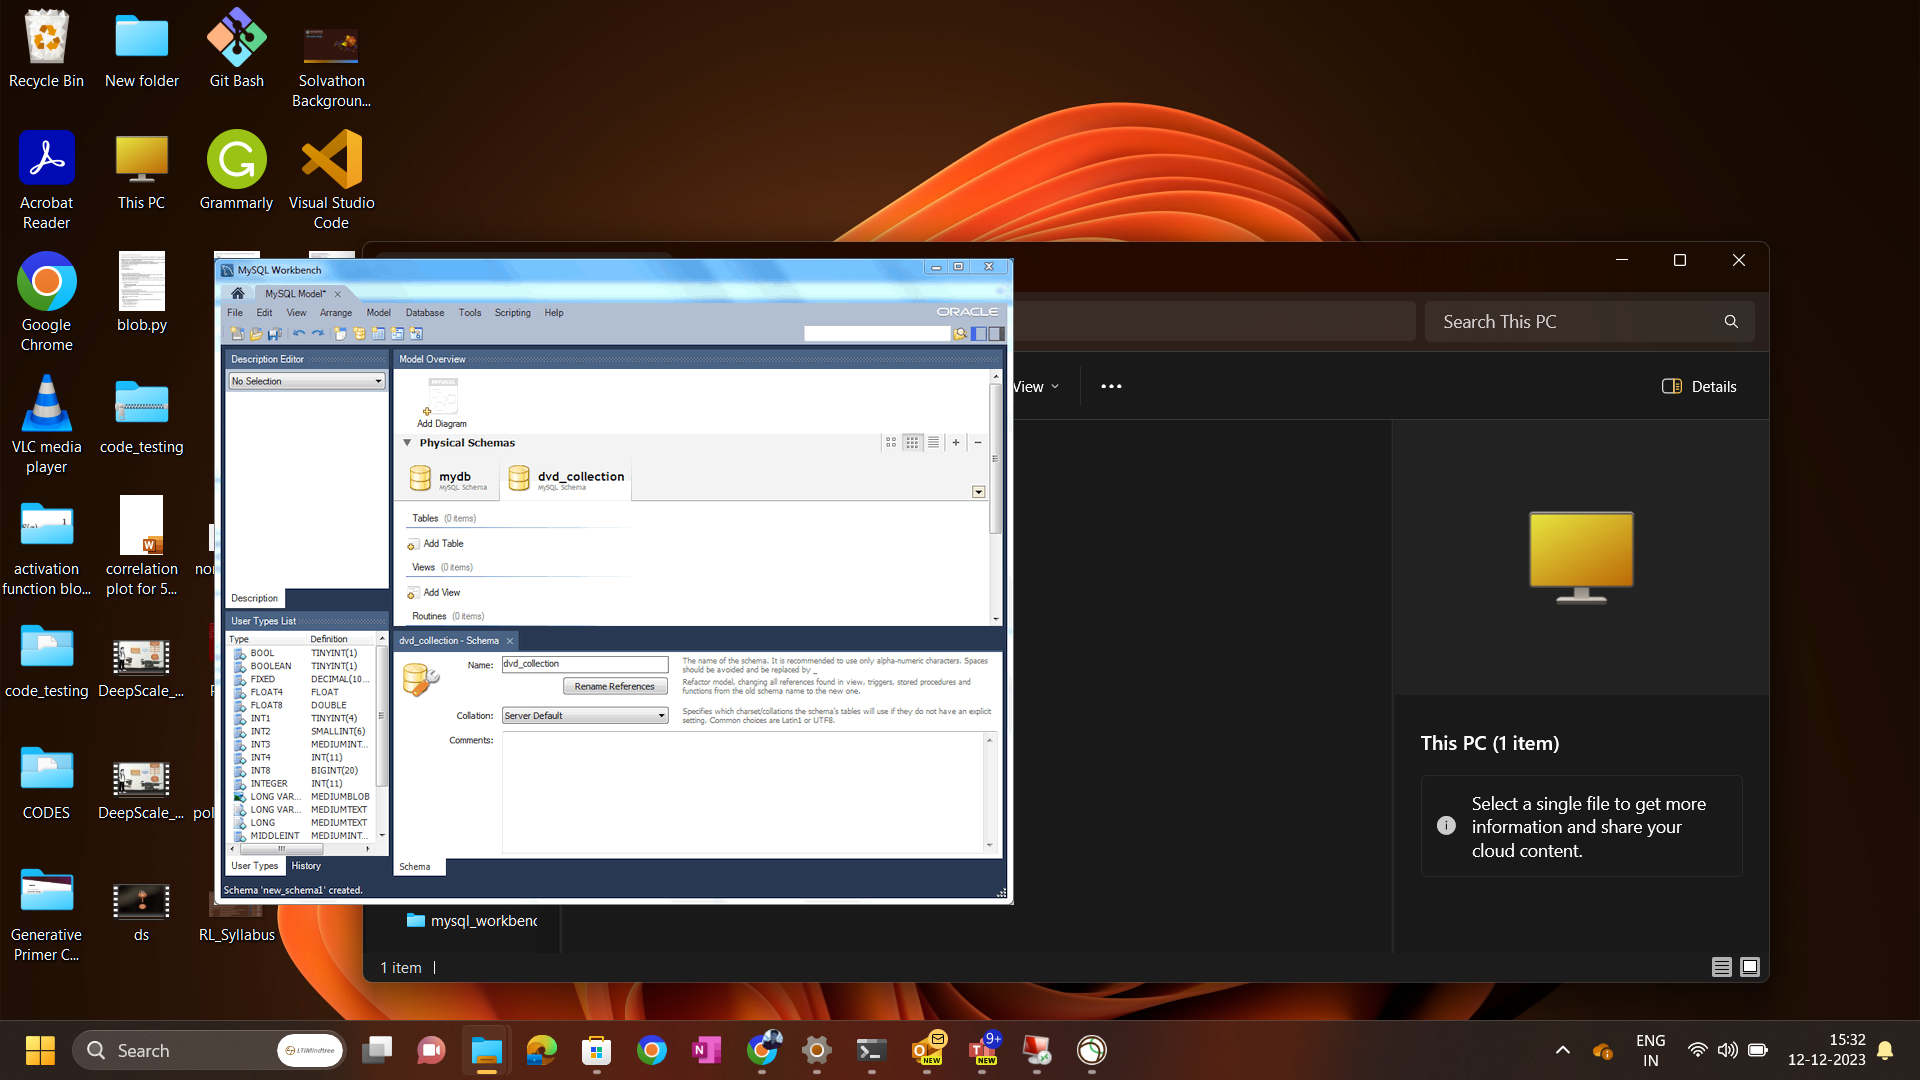 Recycle Bin
New folder
Git Bash
Solvathon
Backgroun...
Acrobat
Reader
This PC
Grammarly
Visual Studio
Code
Google
Chrome
blob.py
VLC media
player
code_testing
activation
function blo...
correlation
plot for 5...
code_testing
DeepScale_...
CODES
DeepScale_...
Generative
Primer C...
ds
RL_Syllabus
MySQL Workbench
MySQL Model*
File Edit View Arrange Model Database Tools Scripting Help
ORACLE
Description Editor
No Selection
Description
User Types List
Type Definition
BOOL TINYINT(1)
BOOLEAN TINYINT(1)
FIXED DECIMAL(10...
FLOAT4 FLOAT
FLOAT8 DOUBLE
INT1 TINYINT(4)
INT2 SMALLINT(6)
INT3 MEDIUMINT...
INT4 INT(11)
INT8 BIGINT(20)
INTEGER INT(11)
LONG VAR... MEDIUMBLOB
LONG VAR... MEDIUMTEXT
LONG MEDIUMTEXT
MIDDLEINT MEDIUMINT...
User Types History
Schema 'new_schema1' created.
Model Overview
PHYSICAL
Add Diagram
Physical Schemas
mydb
MySQL Schema
dvd_collection
MySQL Schema
Tables (0 items)
Add Table
Views (0 items)
Add View
Routines (0 items)
dvd_collection - Schema
Name: dvd_collection
The name of the schema. It is recommended to use only alpha-numeric characters. Spaces
should be avoided and be replaced by _
Rename References
Refactor model, changing all references found in view, triggers, stored procedures and
functions from the old schema name to the new one.
Collation: Server Default
Specifies which charset/collations the schema's tables will use if they do not have an explicit
setting. Common choices are Latin1 or UTF8.
Comments:
Schema
Search This PC
View
Details
This PC (1 item)
Select a single file to get more
information and share your
cloud content.
mysql_workbenc
1 item
Search
LTIMindtree
NEW
9+
NEW
ENG
IN
15:32
12-12-2023